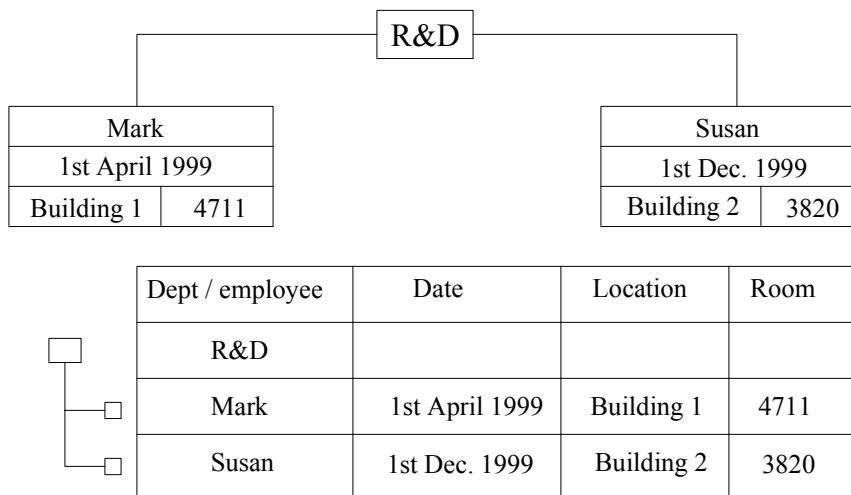 R&D
Mark
1st April 1999
Building 1 4711
Susan
1st Dec. 1999
Building 2 3820
Dept / employee Date Location Room
R&D
Mark 1st April 1999 Building 1 4711
Susan 1st Dec. 1999 Building 2 3820